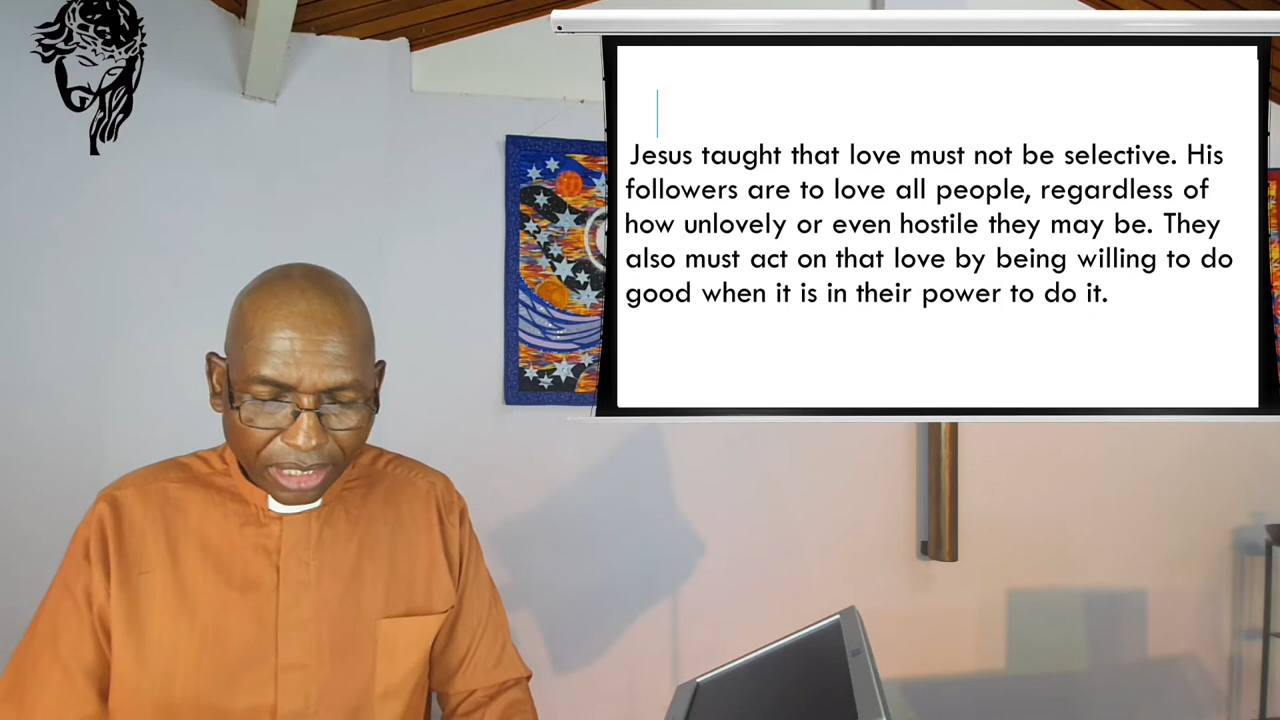 Jesus taught that love must not be selective. His
followers are to love all people, regardless of
how unlovely or even hostile they may be. They
also must act on that love by being willing to do
good when it is in their power to do it.